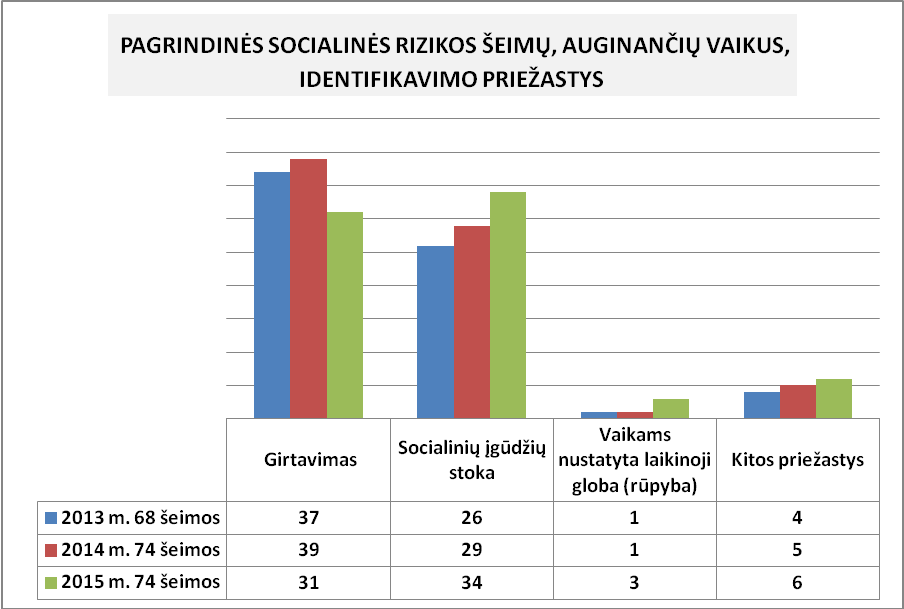 PAGRINDINĖS SOCIALINĖS RIZIKOS ŠEIMŲ, AUGINANČIŲ VAIKUS,
IDENTIFIKAVIMO PRIEŽASTYS
Girtavimas
Socialinių įgūdžių
stoka
Vaikams
nustatyta laikinoji
globa (rūpyba)
Kitos priežastys
2013 m. 68 šeimos 37 26 1 4
2014 m. 74 šeimos 39 29 1 5
2015 m. 74 šeimos 31 34 3 6